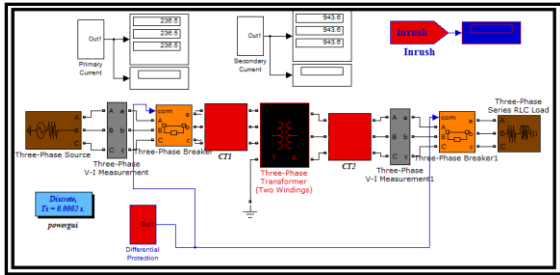 236.5
236.5
236.5
Out1
Primary
Current
943.6
943.6
943.6
Out1
Secondary
Current
Inrush
Inrush
Three-Phase
Series RLC Load
A
B
C
Three-Phase Source
A
B
C
a
b
c
Three-Phase
V-I Measurement
com
A
B
C
a
b
c
Three-Phase Breaker
CT1
Y
Δ
Three-Phase
Transformer
(Two Windings)
CT2
A
B
C
a
b
c
Three-Phase
V-I Measurement1
com
A
B
C
a
b
c
Three-Phase Breaker1
A
B
C
Discrete,
Ts = 0.0002 s.
powergui
Out1
Differential
Protection